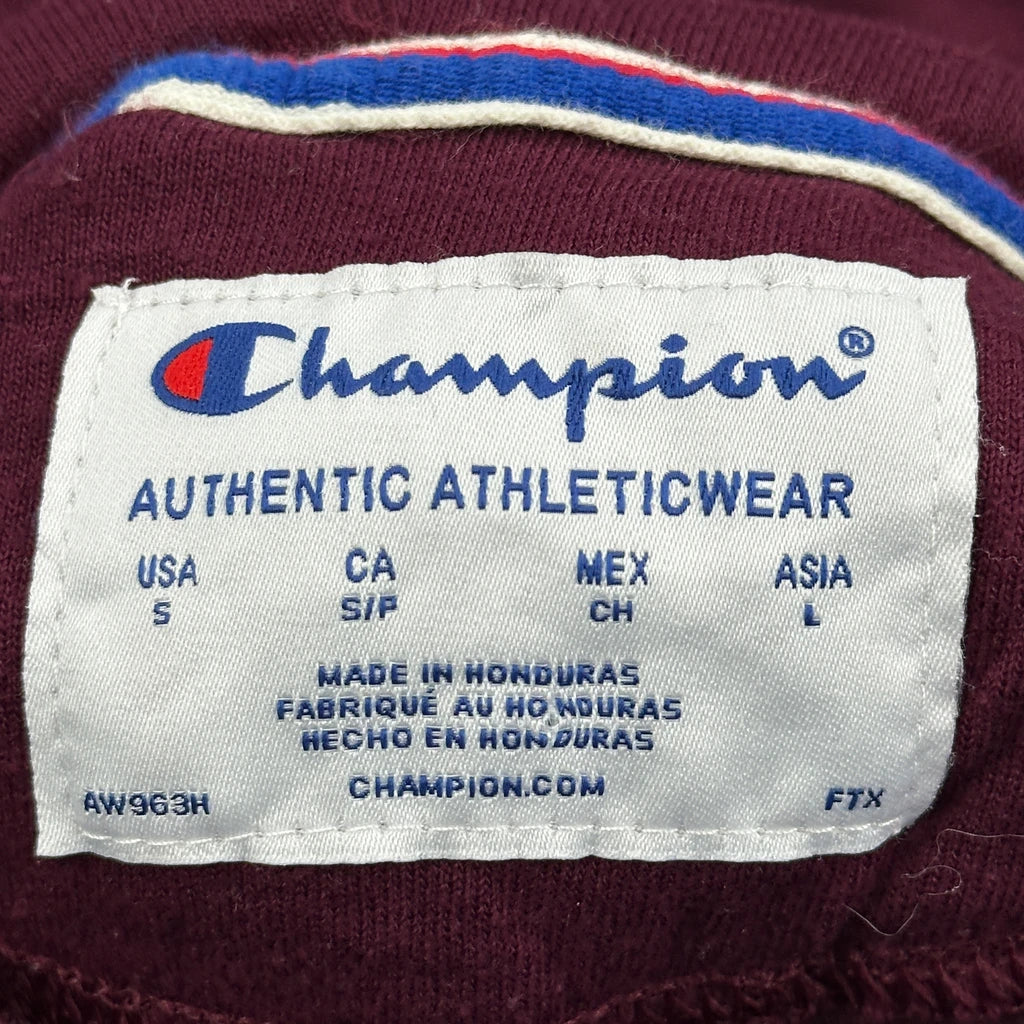 Champion®
AUTHENTIC ATHLETICWEAR
USA CA MEX ASIA
S S/P CH L
MADE IN HONDURAS
FABRIQUÉ AU HONDURAS
HECHO EN HONDURAS
CHAMPION.COM
AW963H FTX